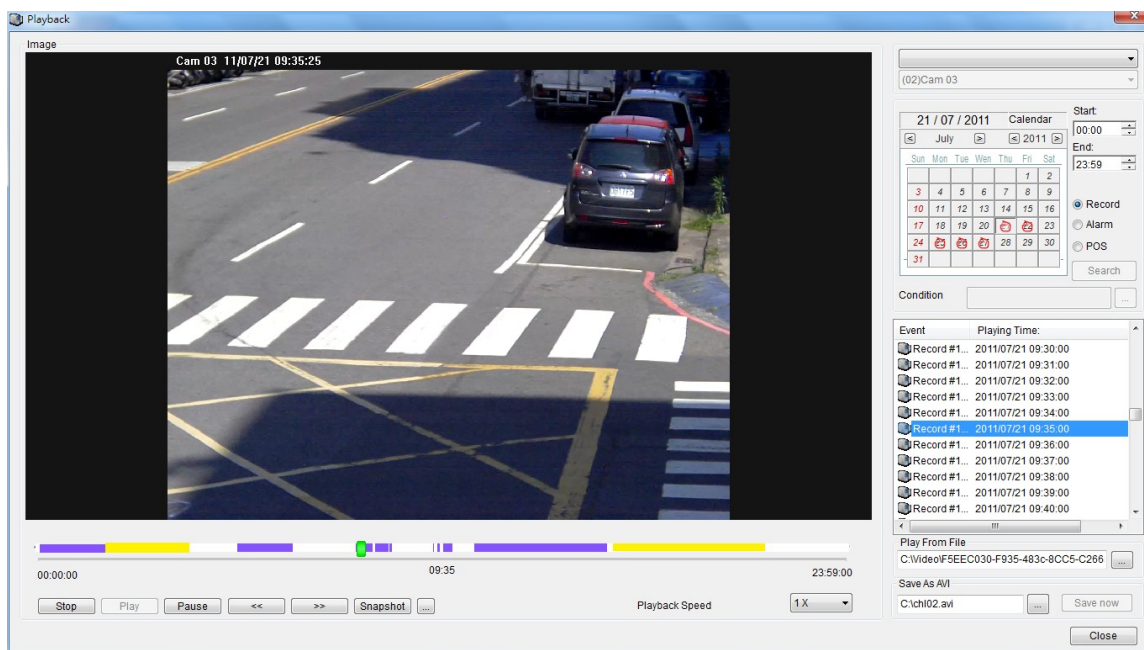 Playback
Image
Cam 03 11/07/21 09:35:25
(02)Cam 03
21 / 07 / 2011 Calendar
< July > < 2011 >
Sun Mon Tue Wen Thu Fri Sat
1 2
3 4 5 6 7 8 9
10 11 12 13 14 15 16
17 18 19 20 23
24 28 29 30
31
Start:
00:00
End:
23:59
Record
Alarm
POS
Search
Condition
...
Event Playing Time:
Record #1... 2011/07/21 09:30:00
Record #1... 2011/07/21 09:31:00
Record #1... 2011/07/21 09:32:00
Record #1... 2011/07/21 09:33:00
Record #1... 2011/07/21 09:34:00
Record #1... 2011/07/21 09:35:00
Record #1... 2011/07/21 09:36:00
Record #1... 2011/07/21 09:37:00
Record #1... 2011/07/21 09:38:00
Record #1... 2011/07/21 09:39:00
Record #1... 2011/07/21 09:40:00
Play From File
C:\Video\F5EEC030-F935-483c-8CC5-C266 ...
Save As AVI
C:\chl02.avi ... Save now
00:00:00 09:35 23:59:00
Stop Play Pause << >> Snapshot ... Playback Speed 1 X
Close